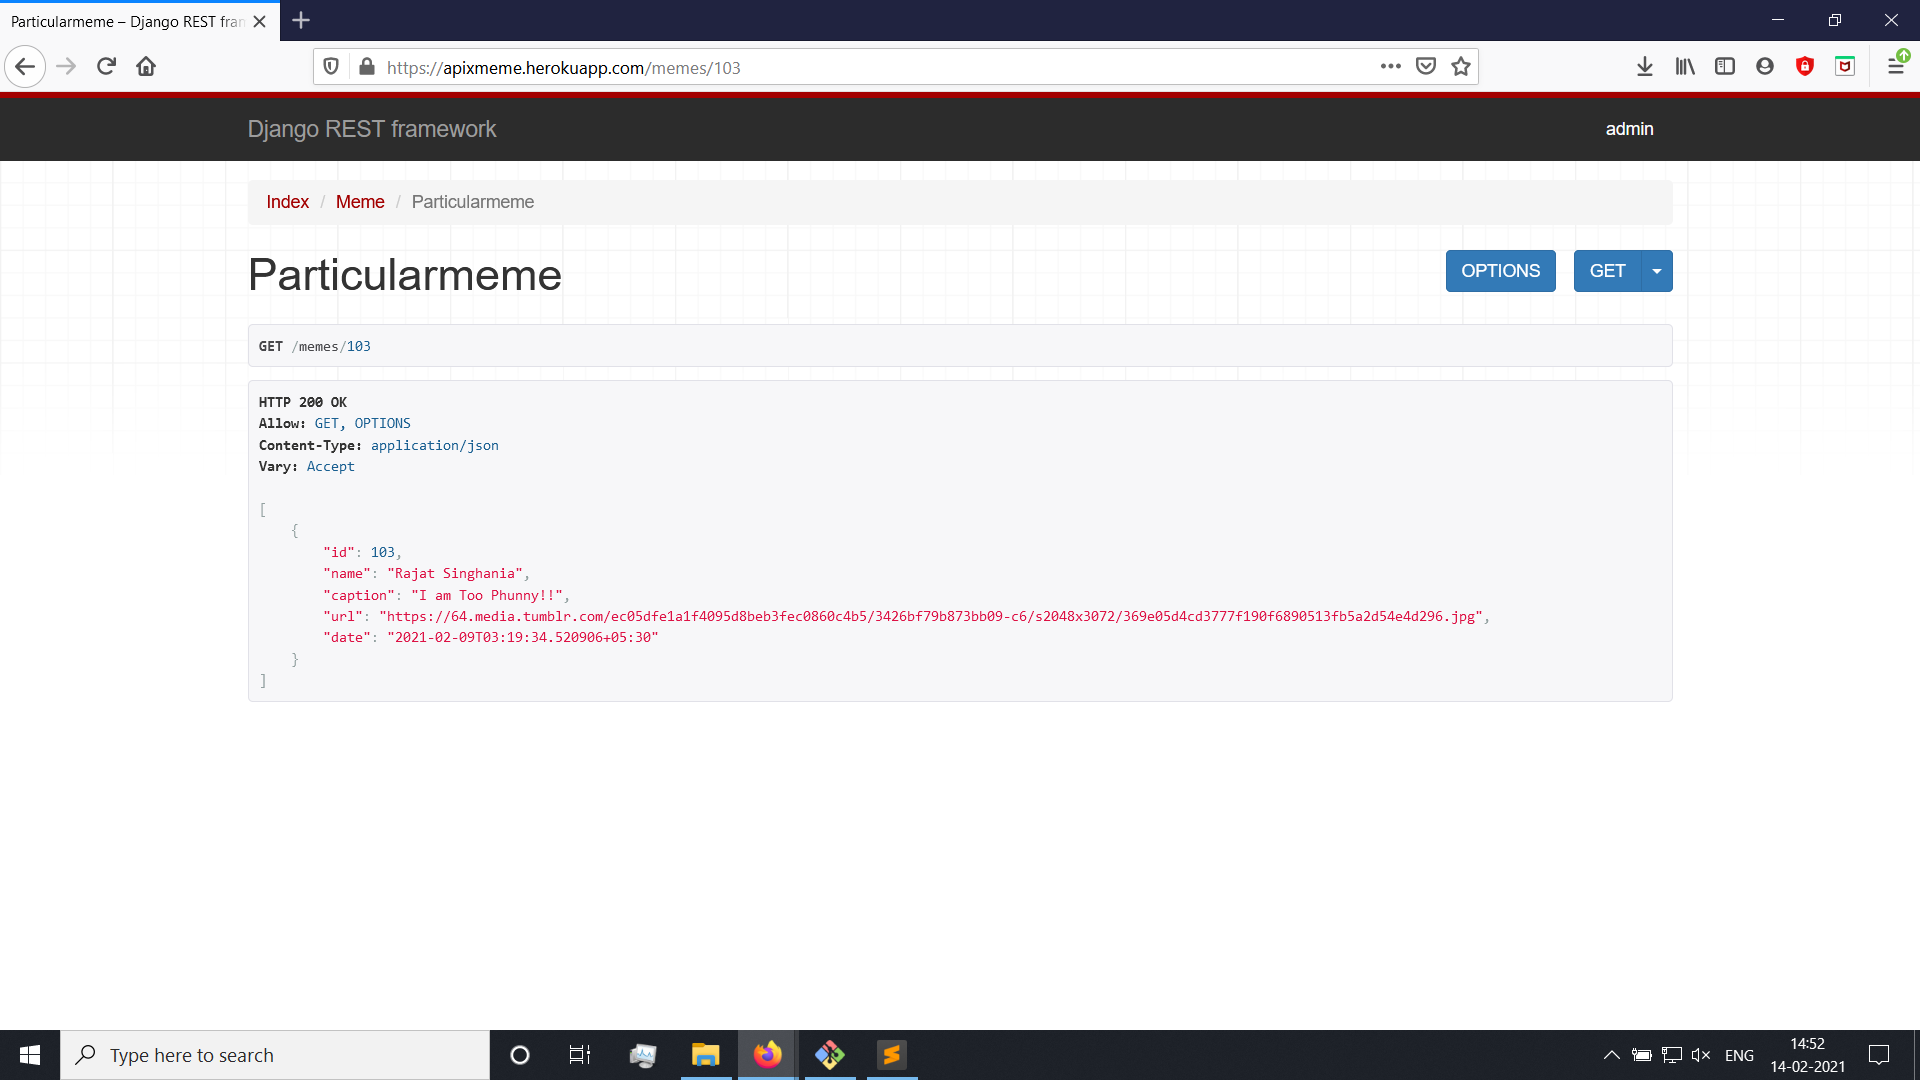 Particularmeme – Django REST fran
https://apixmeme.herokuapp.com/memes/103
Django REST framework
admin
Index / Meme / Particularmeme
Particularmeme
OPTIONS
GET
GET /memes/103
HTTP 200 OK
Allow: GET, OPTIONS
Content-Type: application/json
Vary: Accept
[
{
"id": 103,
"name": "Rajat Singhania",
"caption": "I am Too Phunny!!",
"url": "https://64.media.tumblr.com/ec05dfe1a1f4095d8beb3fec0860c4b5/3426bf79b873bb09-c6/s2048x3072/369e05d4cd3777f190f6890513fb5a2d54e4d296.jpg",
"date": "2021-02-09T03:19:34.520906+05:30"
}
]
Type here to search
ENG
14:52
14-02-2021